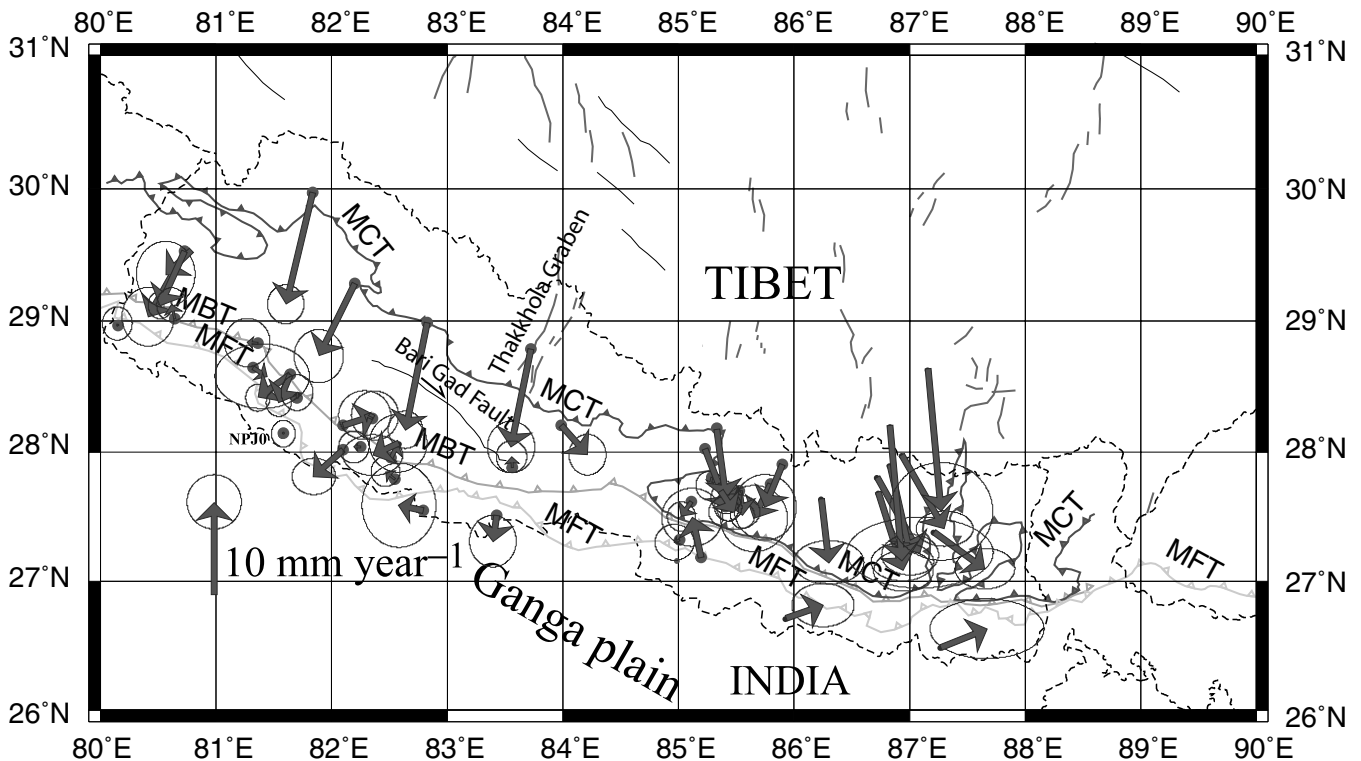 80˚E 81˚E 82˚E 83˚E 84˚E 85˚E 86˚E 87˚E 88˚E 89˚E 90˚E
31˚N 31˚N
30˚N 30˚N
MCT
Thakkhola Graben
TIBET
MBT
29˚N 29˚N
MFT
Bari Gad Fault
MCT
28˚N 28˚N
NPJ0
MBT
MCT
MFT
MFT
10 mm year–1
MFT
MCT
27˚N 27˚N
Ganga plain
INDIA
26˚N 26˚N
80˚E 81˚E 82˚E 83˚E 84˚E 85˚E 86˚E 87˚E 88˚E 89˚E 90˚E